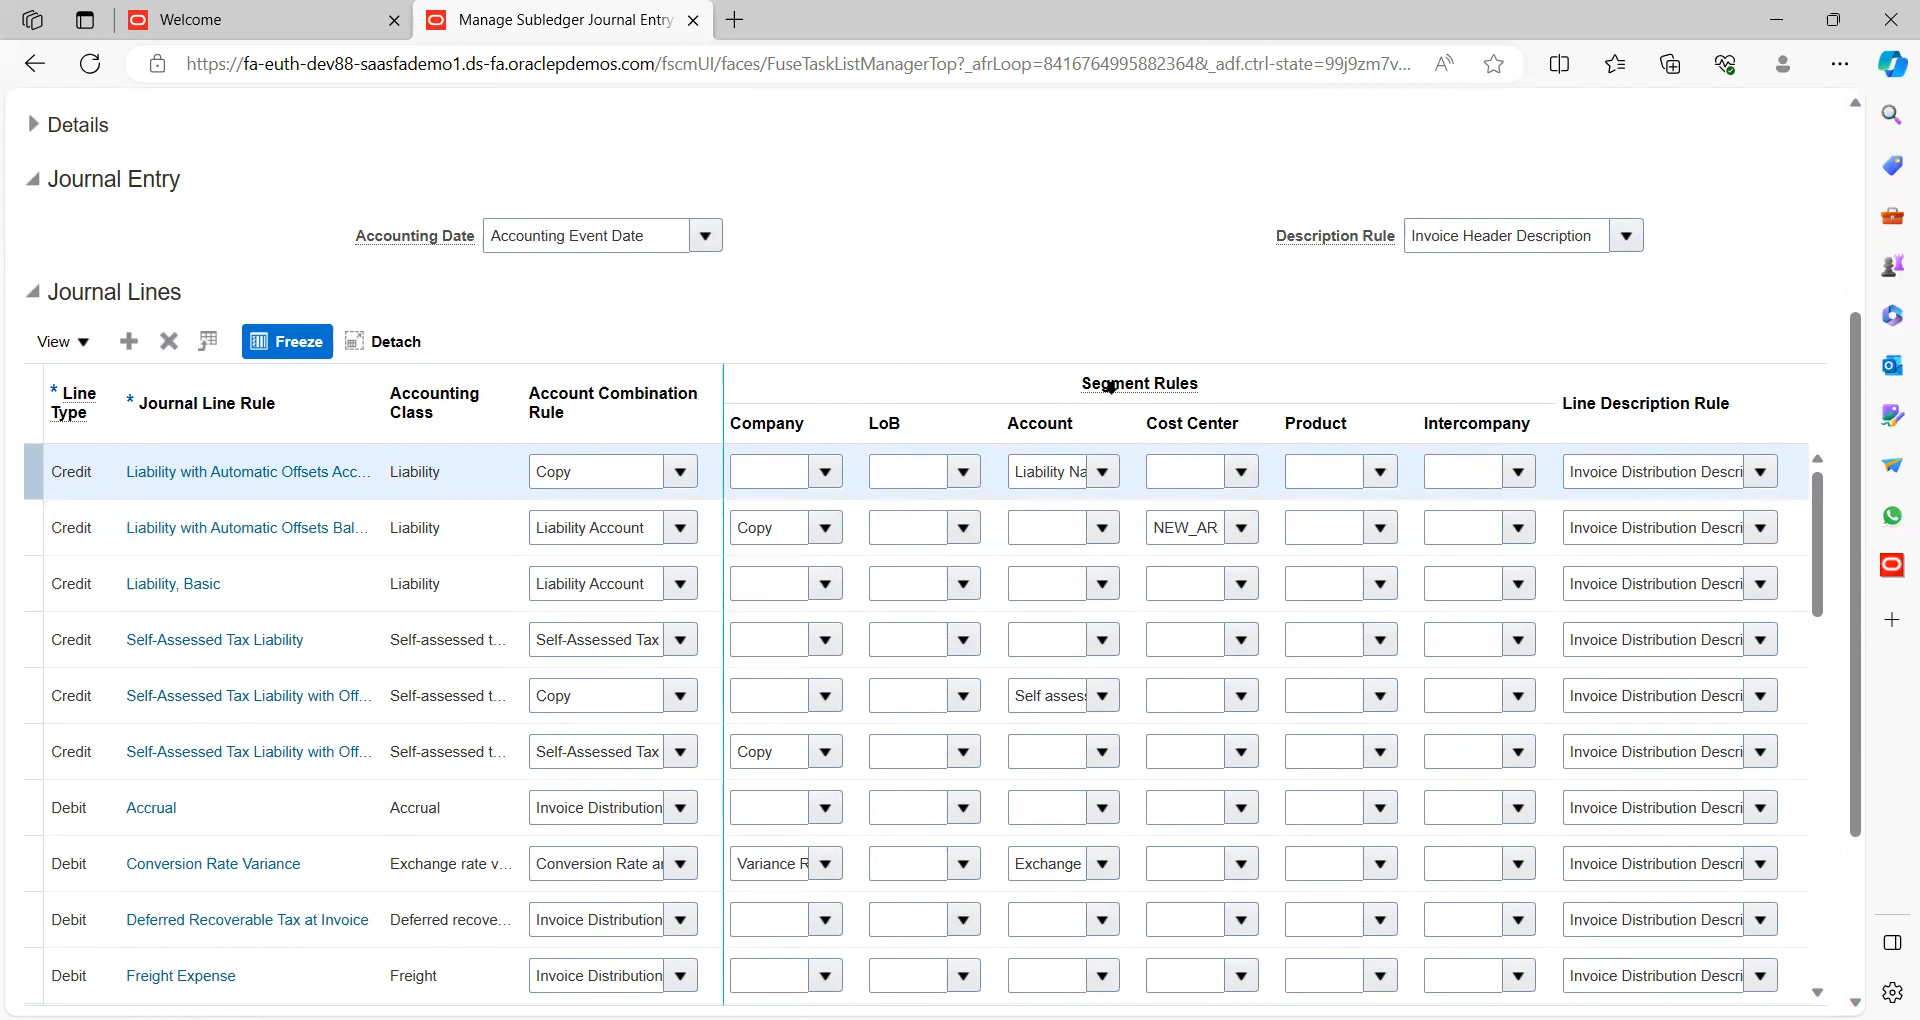 Welcome
Manage Subledger Journal Entry
https://fa-euth-dev88-saasfademo1.ds-fa.oraclepdemos.com/fscmUI/faces/FuseTaskListManagerTop?_afrLoop=8416764995882364&_adf.ctrl-state=99j9zm7v...
Details
Journal Entry
Accounting Date Accounting Event Date Description Rule Invoice Header Description
Journal Lines
View Freeze Detach
* Line Type * Journal Line Rule Accounting Class Account Combination Rule Segment Rules Line Description Rule
Company LoB Account Cost Center Product Intercompany
Credit Liability with Automatic Offsets Acc... Liability Copy Liability Na Invoice Distribution Descri
Credit Liability with Automatic Offsets Bal... Liability Liability Account Copy NEW_AR Invoice Distribution Descri
Credit Liability, Basic Liability Liability Account Invoice Distribution Descri
Credit Self-Assessed Tax Liability Self-assessed t... Self-Assessed Tax Invoice Distribution Descri
Credit Self-Assessed Tax Liability with Off... Self-assessed t... Copy Self asses Invoice Distribution Descri
Credit Self-Assessed Tax Liability with Off... Self-assessed t... Self-Assessed Tax Copy Invoice Distribution Descri
Debit Accrual Accrual Invoice Distribution Invoice Distribution Descri
Debit Conversion Rate Variance Exchange rate v... Conversion Rate a Variance R Exchange Invoice Distribution Descri
Debit Deferred Recoverable Tax at Invoice Deferred recove... Invoice Distribution Invoice Distribution Descri
Debit Freight Expense Freight Invoice Distribution Invoice Distribution Descri